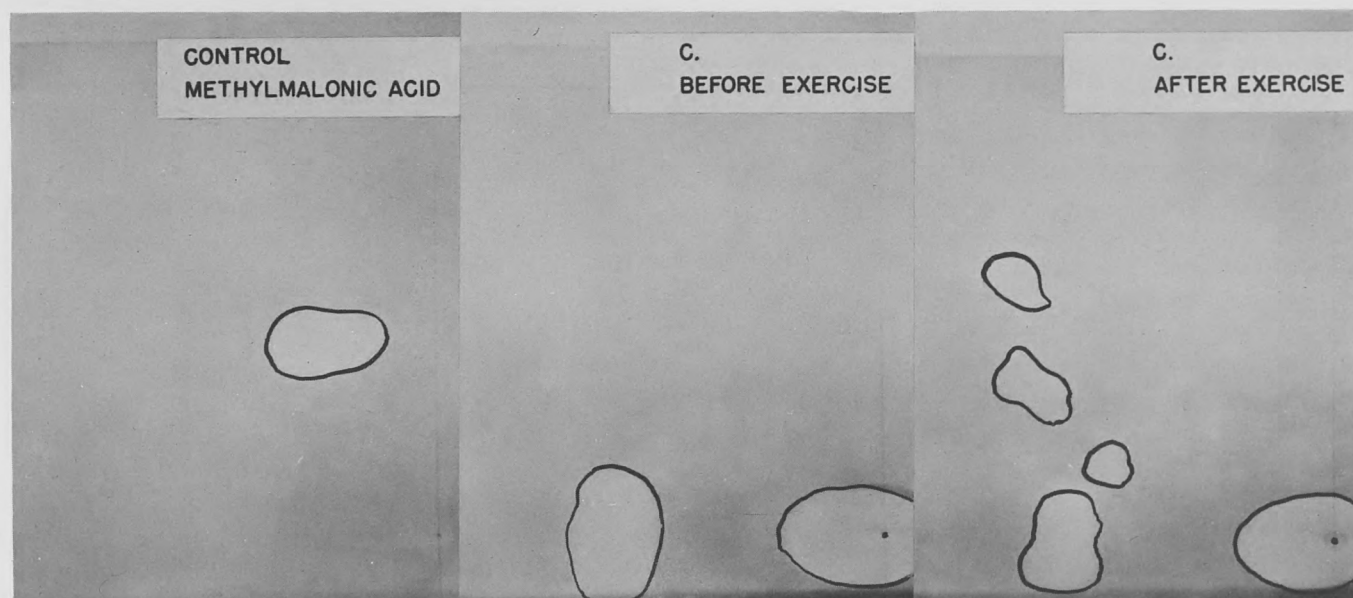 CONTROL
METHYLMALONIC ACID
C.
BEFORE EXERCISE
C.
AFTER EXERCISE